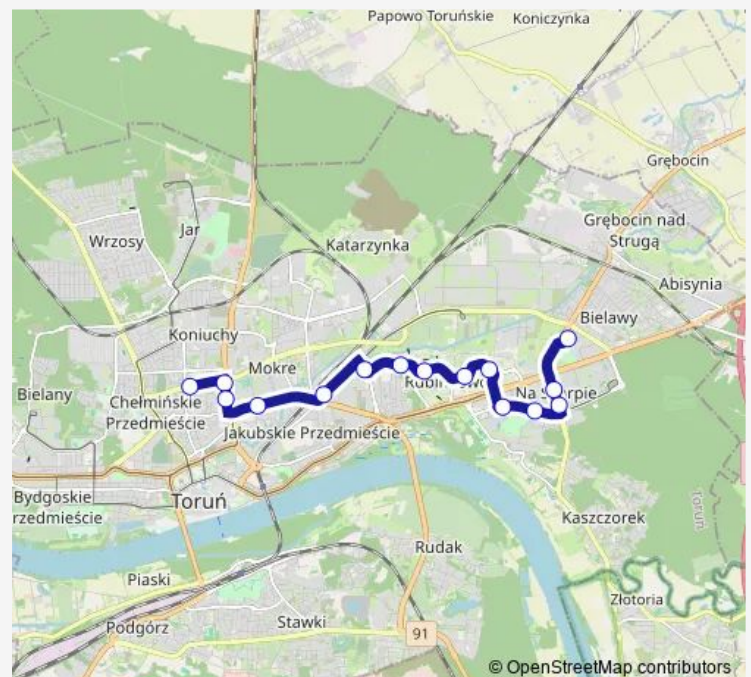 Papowo Toruńskie
Koniczynka
Grębocin
Jar
Wrzosy
Katarzynka
Grębocin nad
Strugą
Abisynia
Bielawy
Koniuchy
Mokre
Bielany
Chełmińskie
Przedmieście
Na Skarpie
Jakubskie Przedmieście
Toruń
Bydgoskie
rzedmieście
Kaszczorek
Toruń
Rudak
Piaski
Złotoria
Stawki
Podgórz
91
© OpenStreetMap contributors